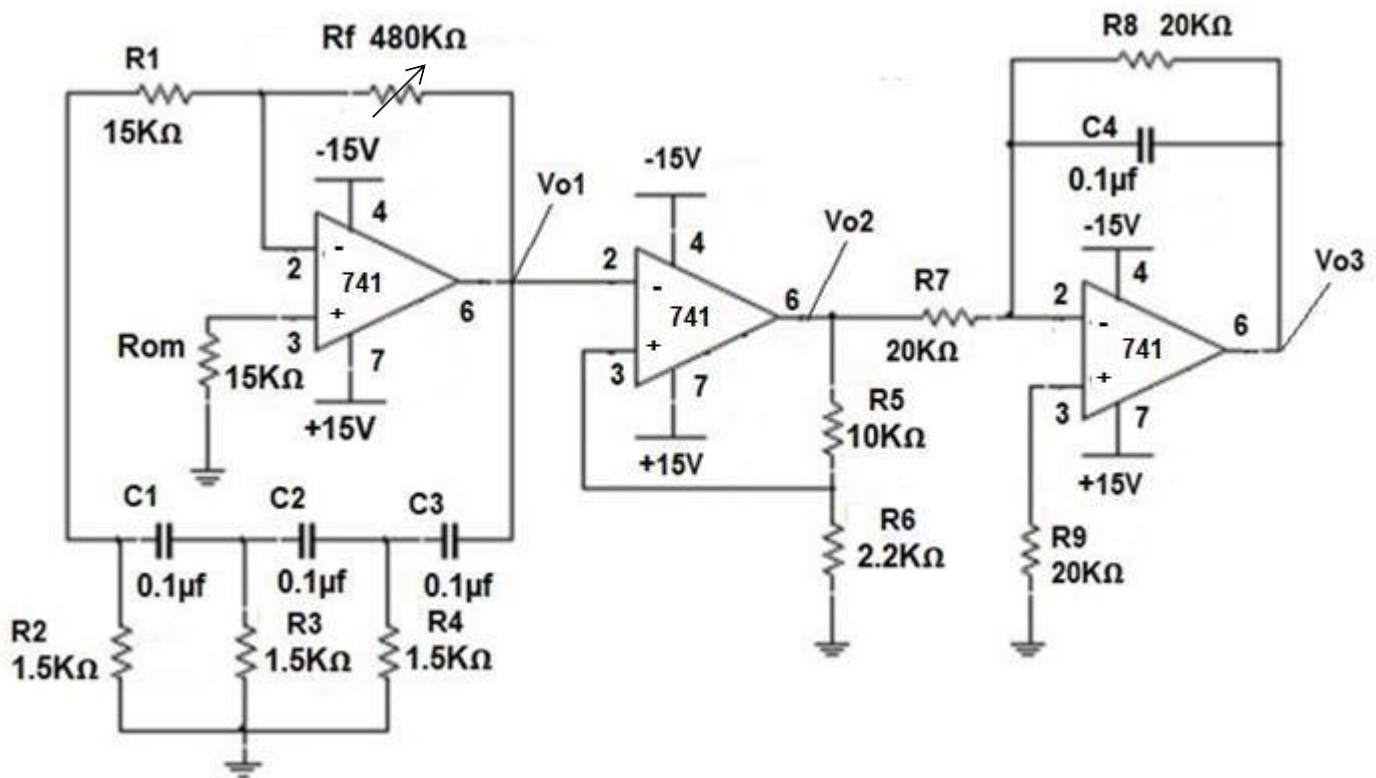 Rf 480KΩ
R1
15KΩ
-15V
4
2
-
741
+
3
6
7
+15V
Rom
15KΩ
Vo1
-15V
4
2
-
741
+
3
6
7
+15V
Vo2
R7
20KΩ
R5
10KΩ
R6
2.2KΩ
R8 20KΩ
C4
0.1µf
-15V
4
2
-
741
+
3
6
7
+15V
Vo3
R9
20KΩ
C1
0.1µf
C2
0.1µf
C3
0.1µf
R2
1.5KΩ
R3
1.5KΩ
R4
1.5KΩ